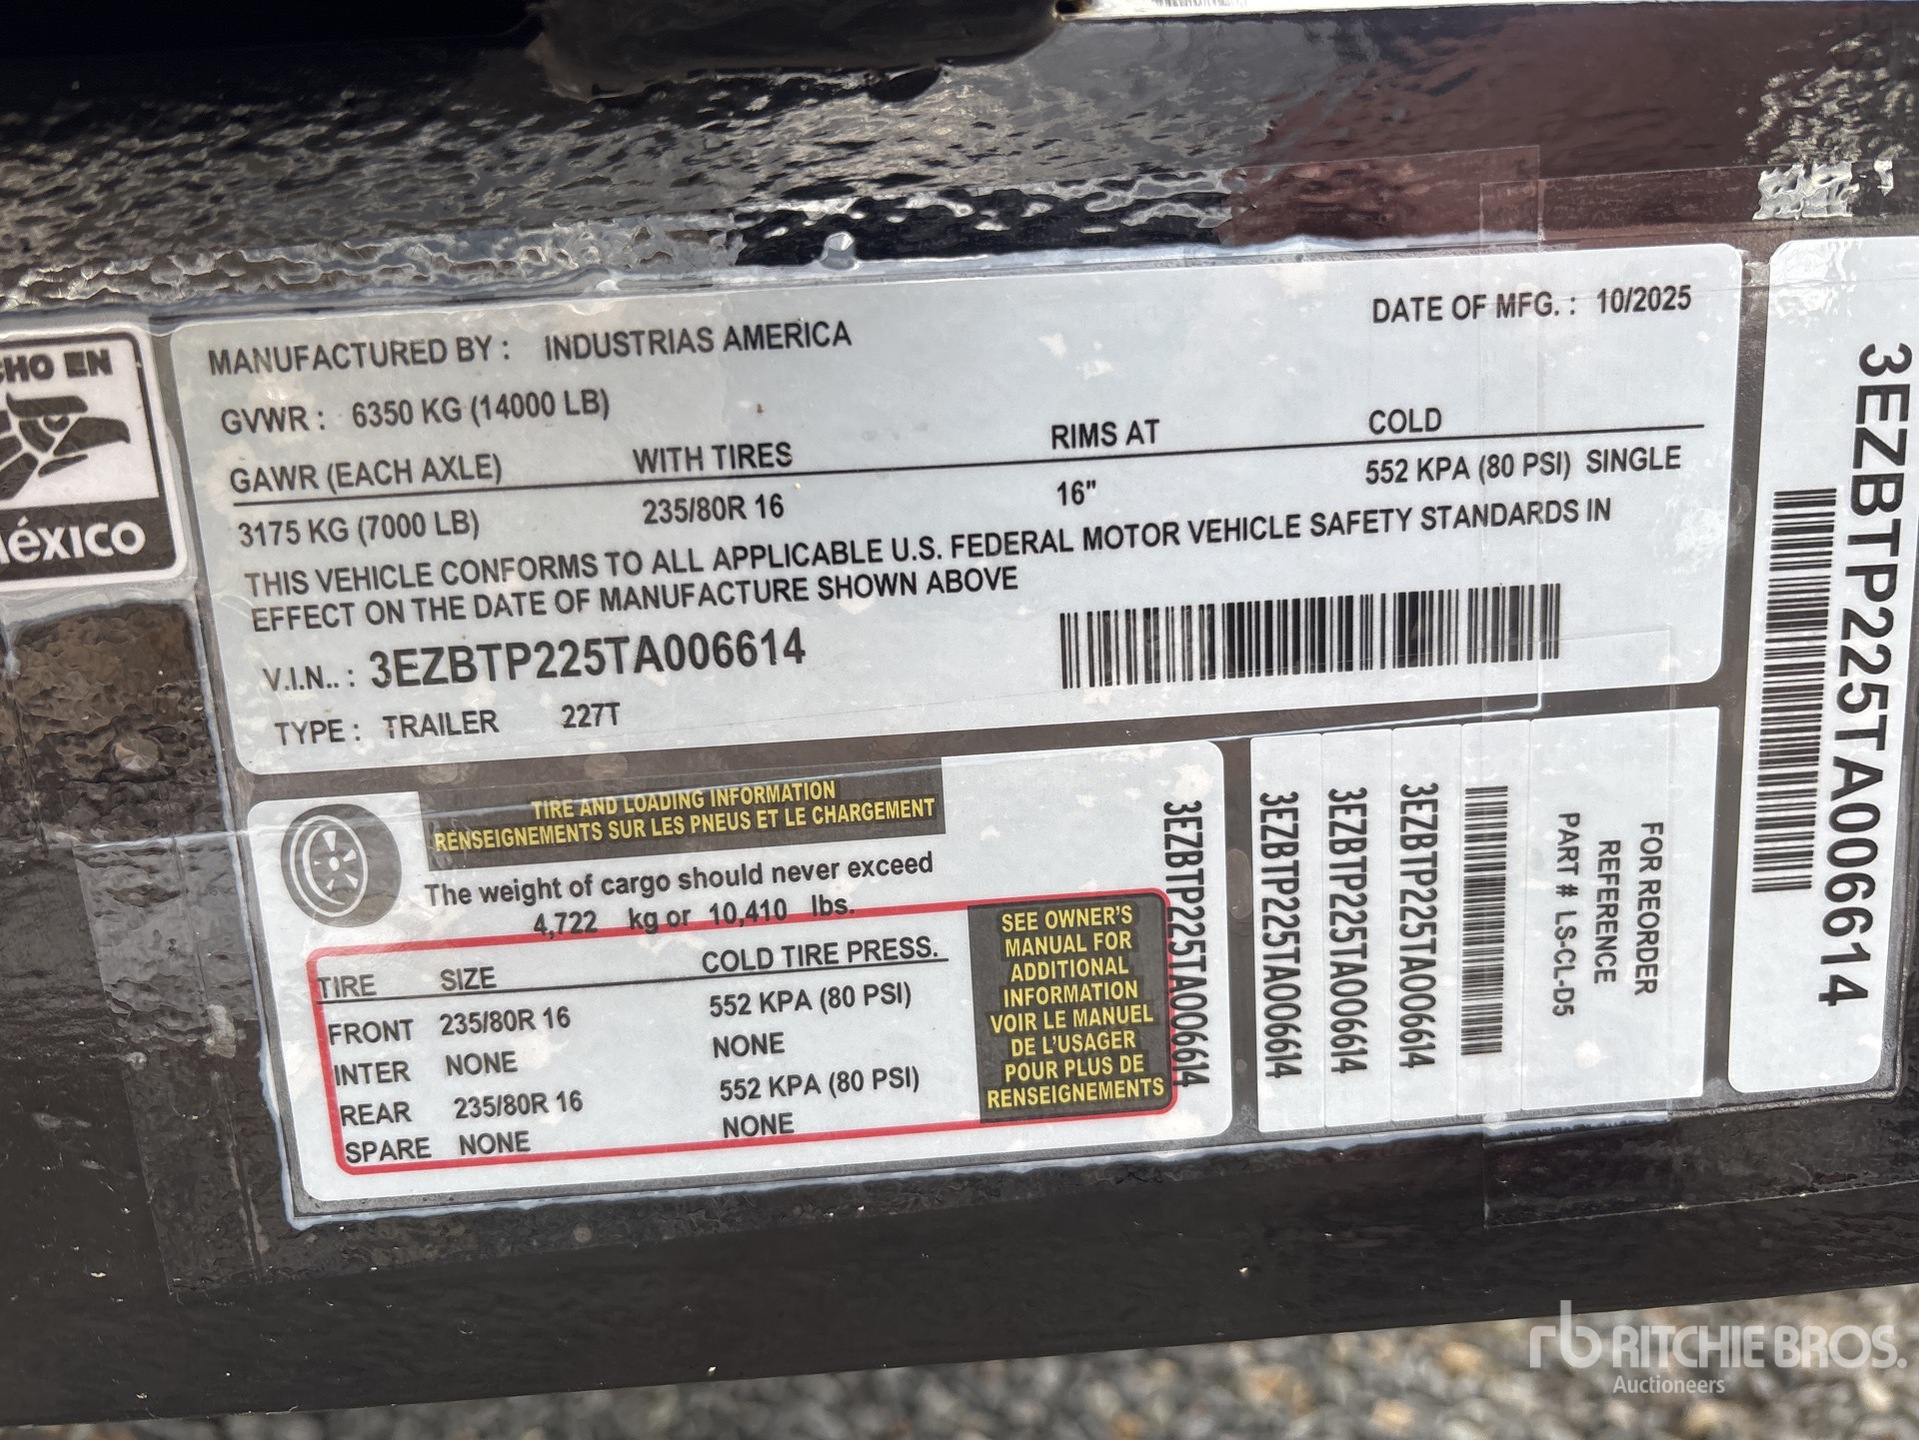 MANUFACTURED BY : INDUSTRIAS AMERICA
DATE OF MFG. : 10/2025
GVWR : 6350 KG (14000 LB)
GAWR (EACH AXLE) WITH TIRES RIMS AT COLD
3175 KG (7000 LB) 235/80R 16 16" 552 KPA (80 PSI) SINGLE
THIS VEHICLE CONFORMS TO ALL APPLICABLE U.S. FEDERAL MOTOR VEHICLE SAFETY STANDARDS IN
EFFECT ON THE DATE OF MANUFACTURE SHOWN ABOVE
V.I.N.. : 3EZBTP225TA006614
TYPE : TRAILER 227T
CHO EN
México
TIRE AND LOADING INFORMATION
RENSEIGNEMENTS SUR LES PNEUS ET LE CHARGEMENT
The weight of cargo should never exceed
4,722 kg or 10,410 lbs.
TIRE SIZE COLD TIRE PRESS.
FRONT 235/80R 16 552 KPA (80 PSI)
INTER NONE NONE
REAR 235/80R 16 552 KPA (80 PSI)
SPARE NONE NONE
SEE OWNER'S
MANUAL FOR
ADDITIONAL
INFORMATION
VOIR LE MANUEL
DE L'USAGER
POUR PLUS DE
RENSEIGNEMENTS
3EZBTP225TA006614
3EZBTP225TA006614
3EZBTP225TA006614
3EZBTP225TA006614
FOR REORDER
REFERENCE
PART # LS-CL-D5
3EZBTP225TA006614
rb RITCHIE BROS.
Auctioneers